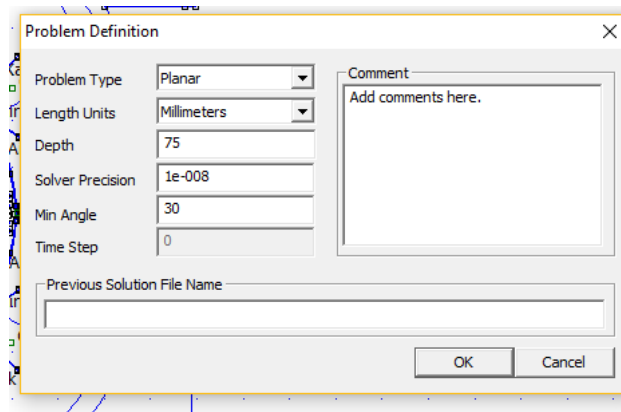 Problem Definition
Problem Type
Planar
Length Units
Millimeters
Depth
75
Solver Precision
1e-008
Min Angle
30
Time Step
0
Comment
Add comments here.
Previous Solution File Name
OK
Cancel